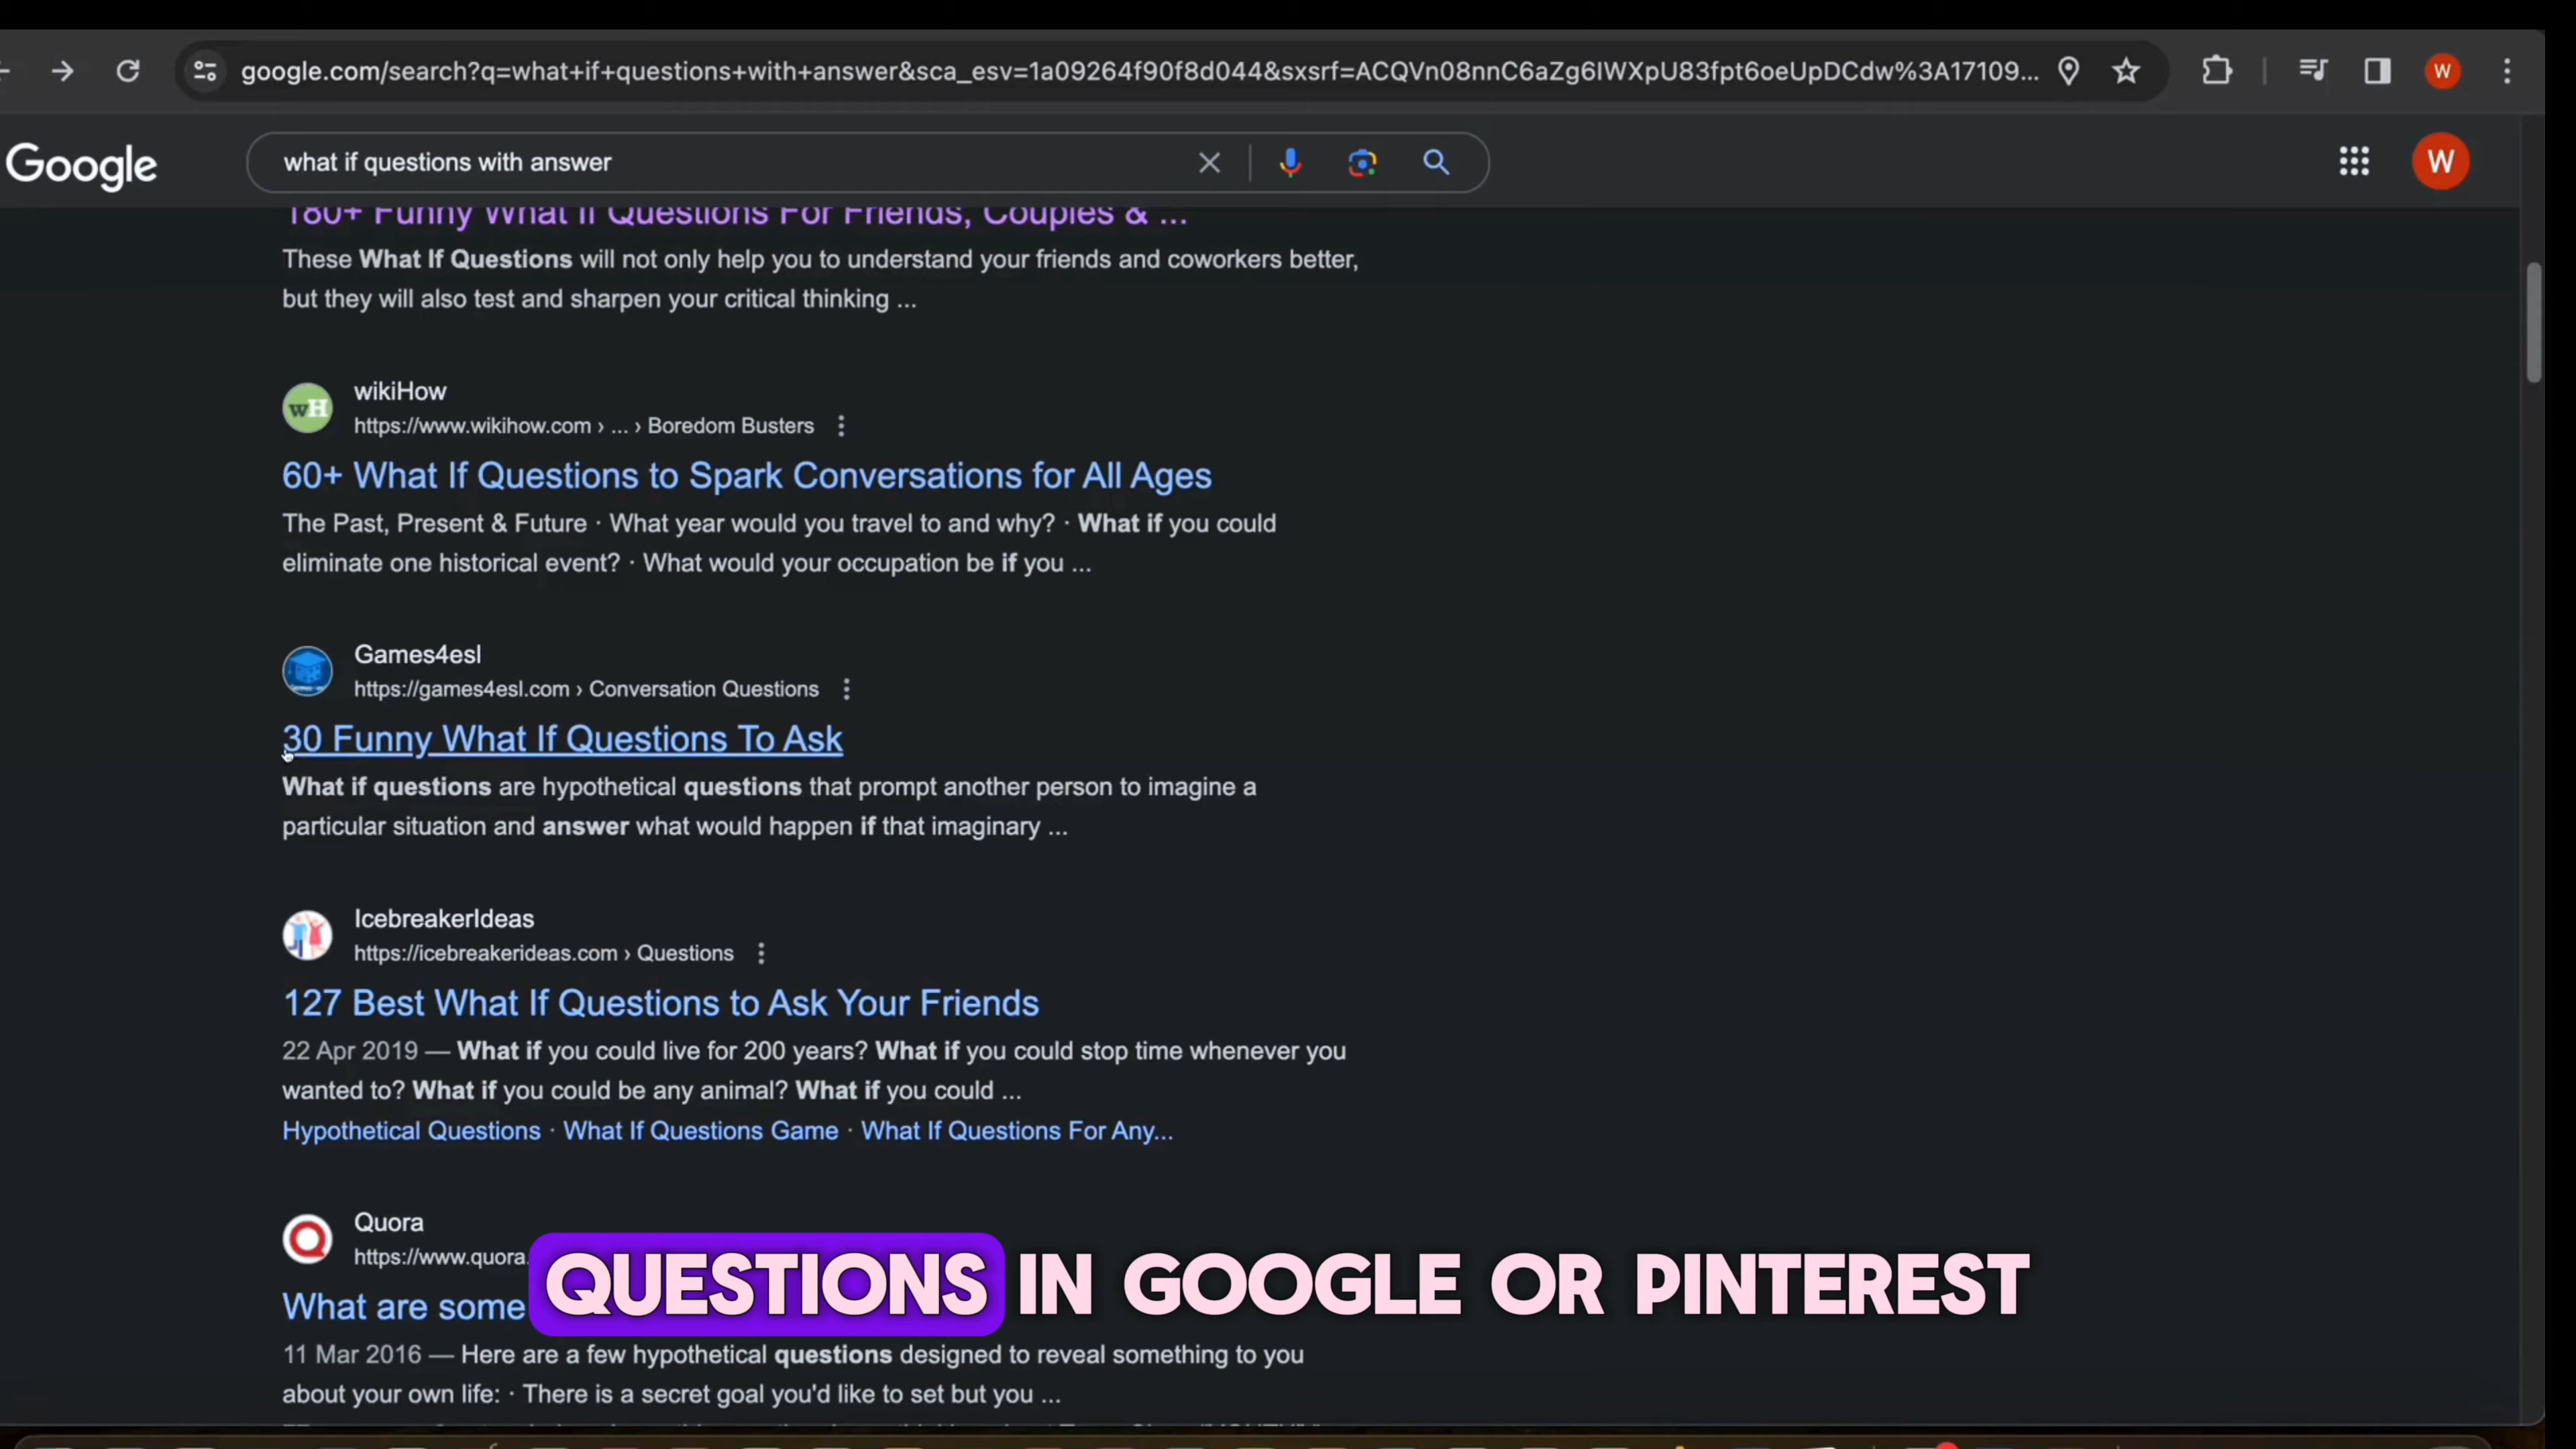 google.com/search?q=what+if+questions+with+answer&sca_esv=1a09264f90f8d044&sxsrf=ACQVn08nnC6aZg6IWXpU83fpt6oeUpDCdw%3A17109...
W
Google
what if questions with answer
W
180+ Funny What If Questions For Friends, Couples & ...
These What If Questions will not only help you to understand your friends and coworkers better,
but they will also test and sharpen your critical thinking ...
wH
wikiHow
https://www.wikihow.com › ... › Boredom Busters
60+ What If Questions to Spark Conversations for All Ages
The Past, Present & Future · What year would you travel to and why? · What if you could
eliminate one historical event? · What would your occupation be if you ...
Games4esl
https://games4esl.com › Conversation Questions
30 Funny What If Questions To Ask
What if questions are hypothetical questions that prompt another person to imagine a
particular situation and answer what would happen if that imaginary ...
IcebreakerIdeas
https://icebreakerideas.com › Questions
127 Best What If Questions to Ask Your Friends
22 Apr 2019 — What if you could live for 200 years? What if you could stop time whenever you
wanted to? What if you could be any animal? What if you could ...
Hypothetical Questions · What If Questions Game · What If Questions For Any...
Quora
https://www.quora.
What are some
QUESTIONS IN GOOGLE OR PINTEREST
11 Mar 2016 — Here are a few hypothetical questions designed to reveal something to you
about your own life: · There is a secret goal you'd like to set but you ...